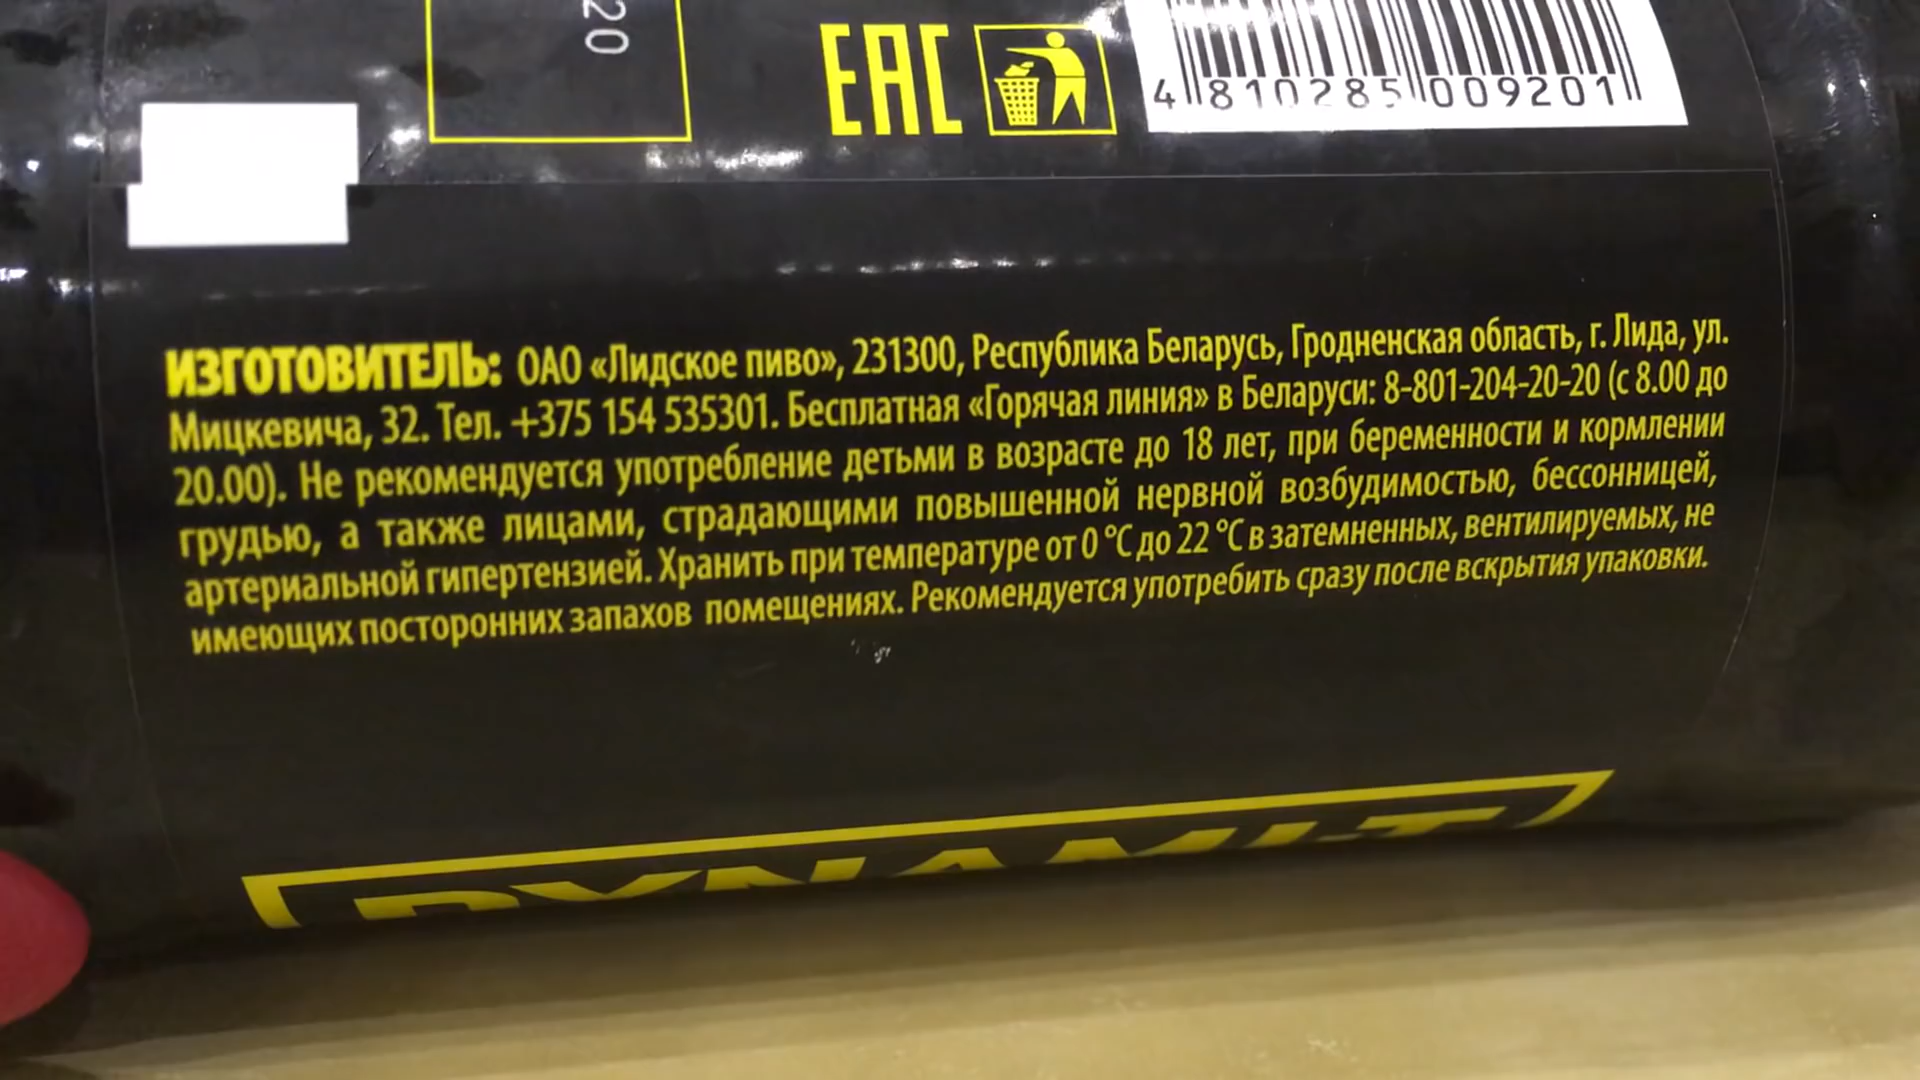 20
EAC
4 810285 009201
ИЗГОТОВИТЕЛЬ: ОАО «Лидское пиво», 231300, Республика Беларусь, Гродненская область, г. Лида, ул.
Мицкевича, 32. Тел. +375 154 535301. Бесплатная «Горячая линия» в Беларуси: 8-801-204-20-20 (с 8.00 до
20.00). Не рекомендуется употребление детьми в возрасте до 18 лет, при беременности и кормлении
грудью, а также лицами, страдающими повышенной нервной возбудимостью, бессонницей,
артериальной гипертензией. Хранить при температуре от 0 °С до 22 °С в затемненных, вентилируемых, не
имеющих посторонних запахов помещениях. Рекомендуется употребить сразу после вскрытия упаковки.
DYNAMI:T